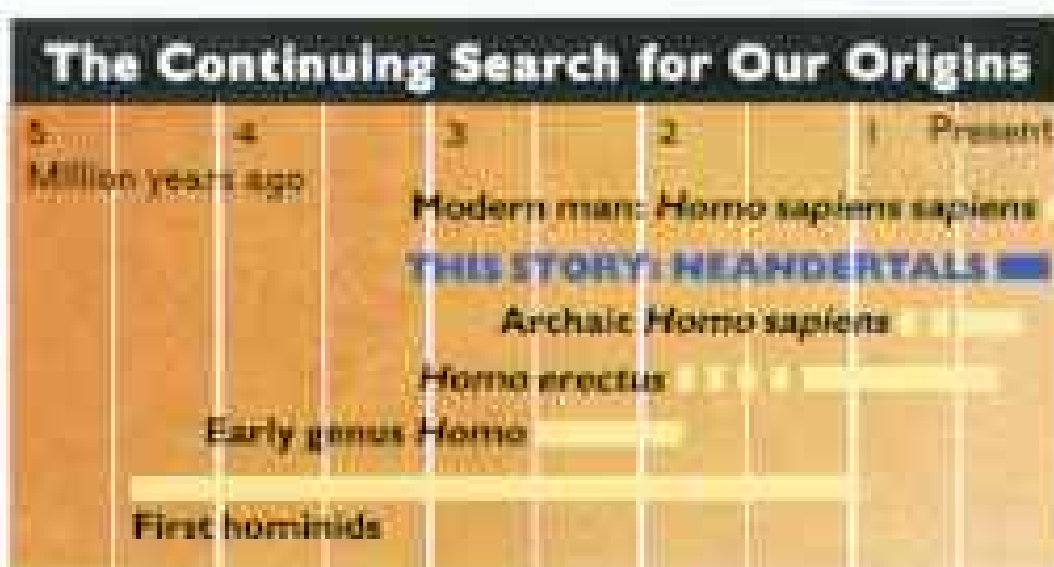 The Continuing Search for Our Origins
5 4 3 2 1 Present
Million years ago
Modern man: Homo sapiens sapiens
THIS STORY: NEANDERTALS
Archaic Homo sapiens
Homo erectus
Early genus Homo
First hominids